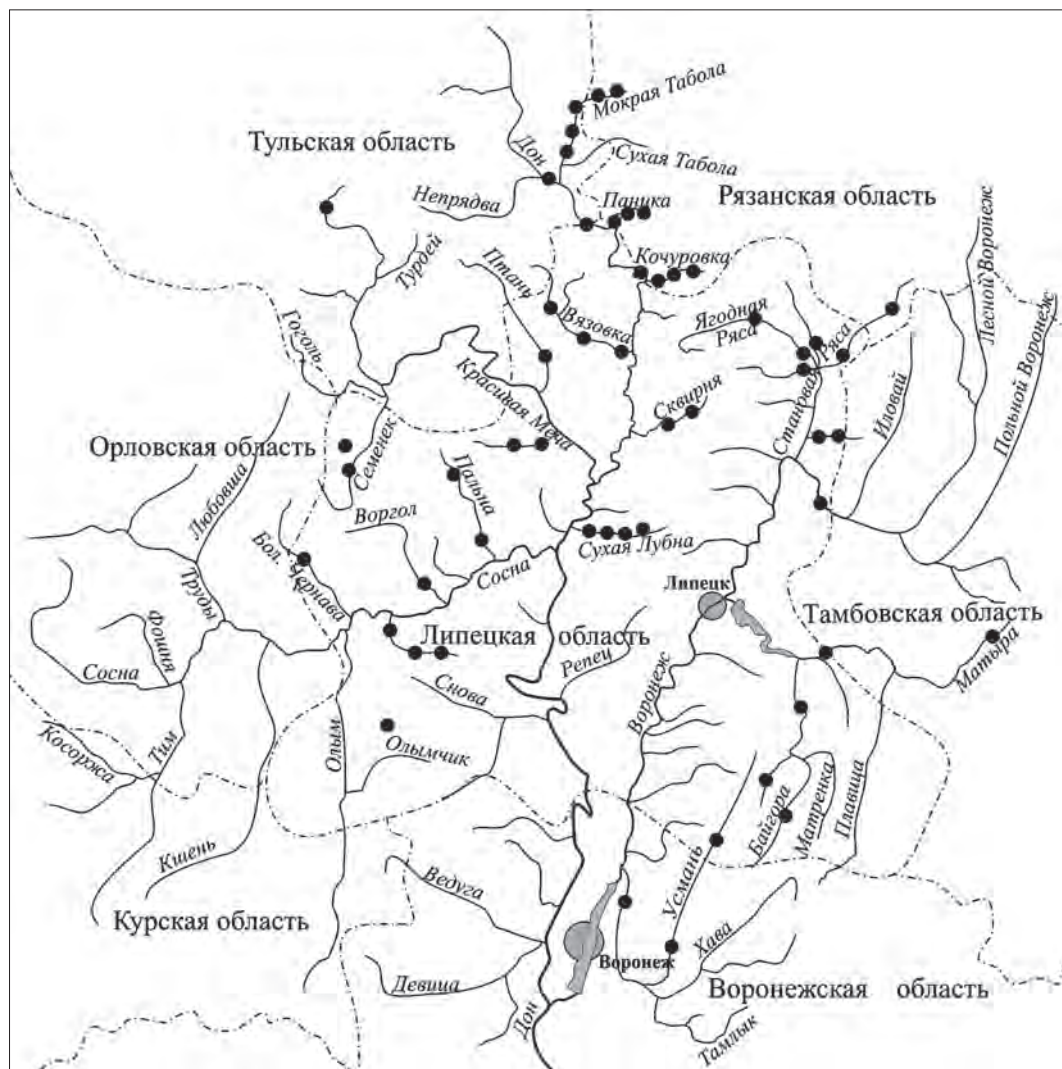 Мокрая Табола
Тульская область
Дон
Сухая Табола
Непрядва
Паника
Рязанская область
Лесной Воронеж
Турдей
Птань
Кочуровка
Гоголь
Вязовка
Ягодная
Ряса
Становая Ряса
Польной Воронеж
Красивая Меча
Сквирня
Иловай
Орловская область
Любовша
Семенек
Пальна
Воргол
Бол. Чернава
Сосна
Сухая Лубна
Труды
Липецк
Фошня
Липецкая область
Тамбовская область
Репец
Матыра
Сосна
Снова
Воронеж
Косоржа
Тим
Олым
Олымчик
Байгора
Матренка
Плавица
Кшень
Ведуга
Усмань
Курская область
Хава
Воронеж
Девица
Воронежская область
Дон
Тамлык